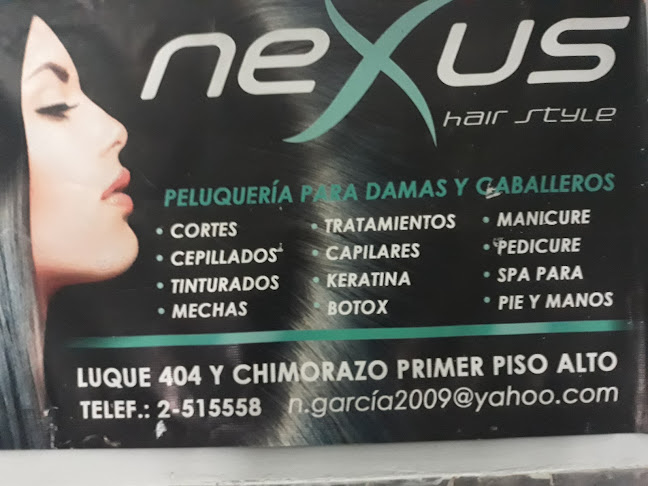 neXus
hair style
PELUQUERÍA PARA DAMAS Y CABALLEROS
• CORTES
• CEPILLADOS
• TINTURADOS
• MECHAS
• TRATAMIENTOS
• CAPILARES
• KERATINA
• BOTOX
• MANICURE
• PEDICURE
• SPA PARA
• PIE Y MANOS
LUQUE 404 Y CHIMORAZO PRIMER PISO ALTO
TELEF.: 2-515558 n.garcía2009@yahoo.com